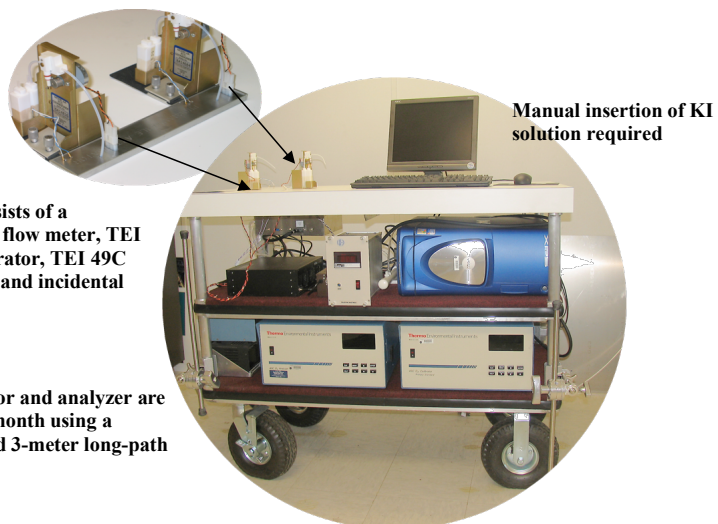 Manual insertion of KI
solution required
sists of a
flow meter, TEI
rator, TEI 49C
and incidental
or and analyzer are
month using a
d 3-meter long-path